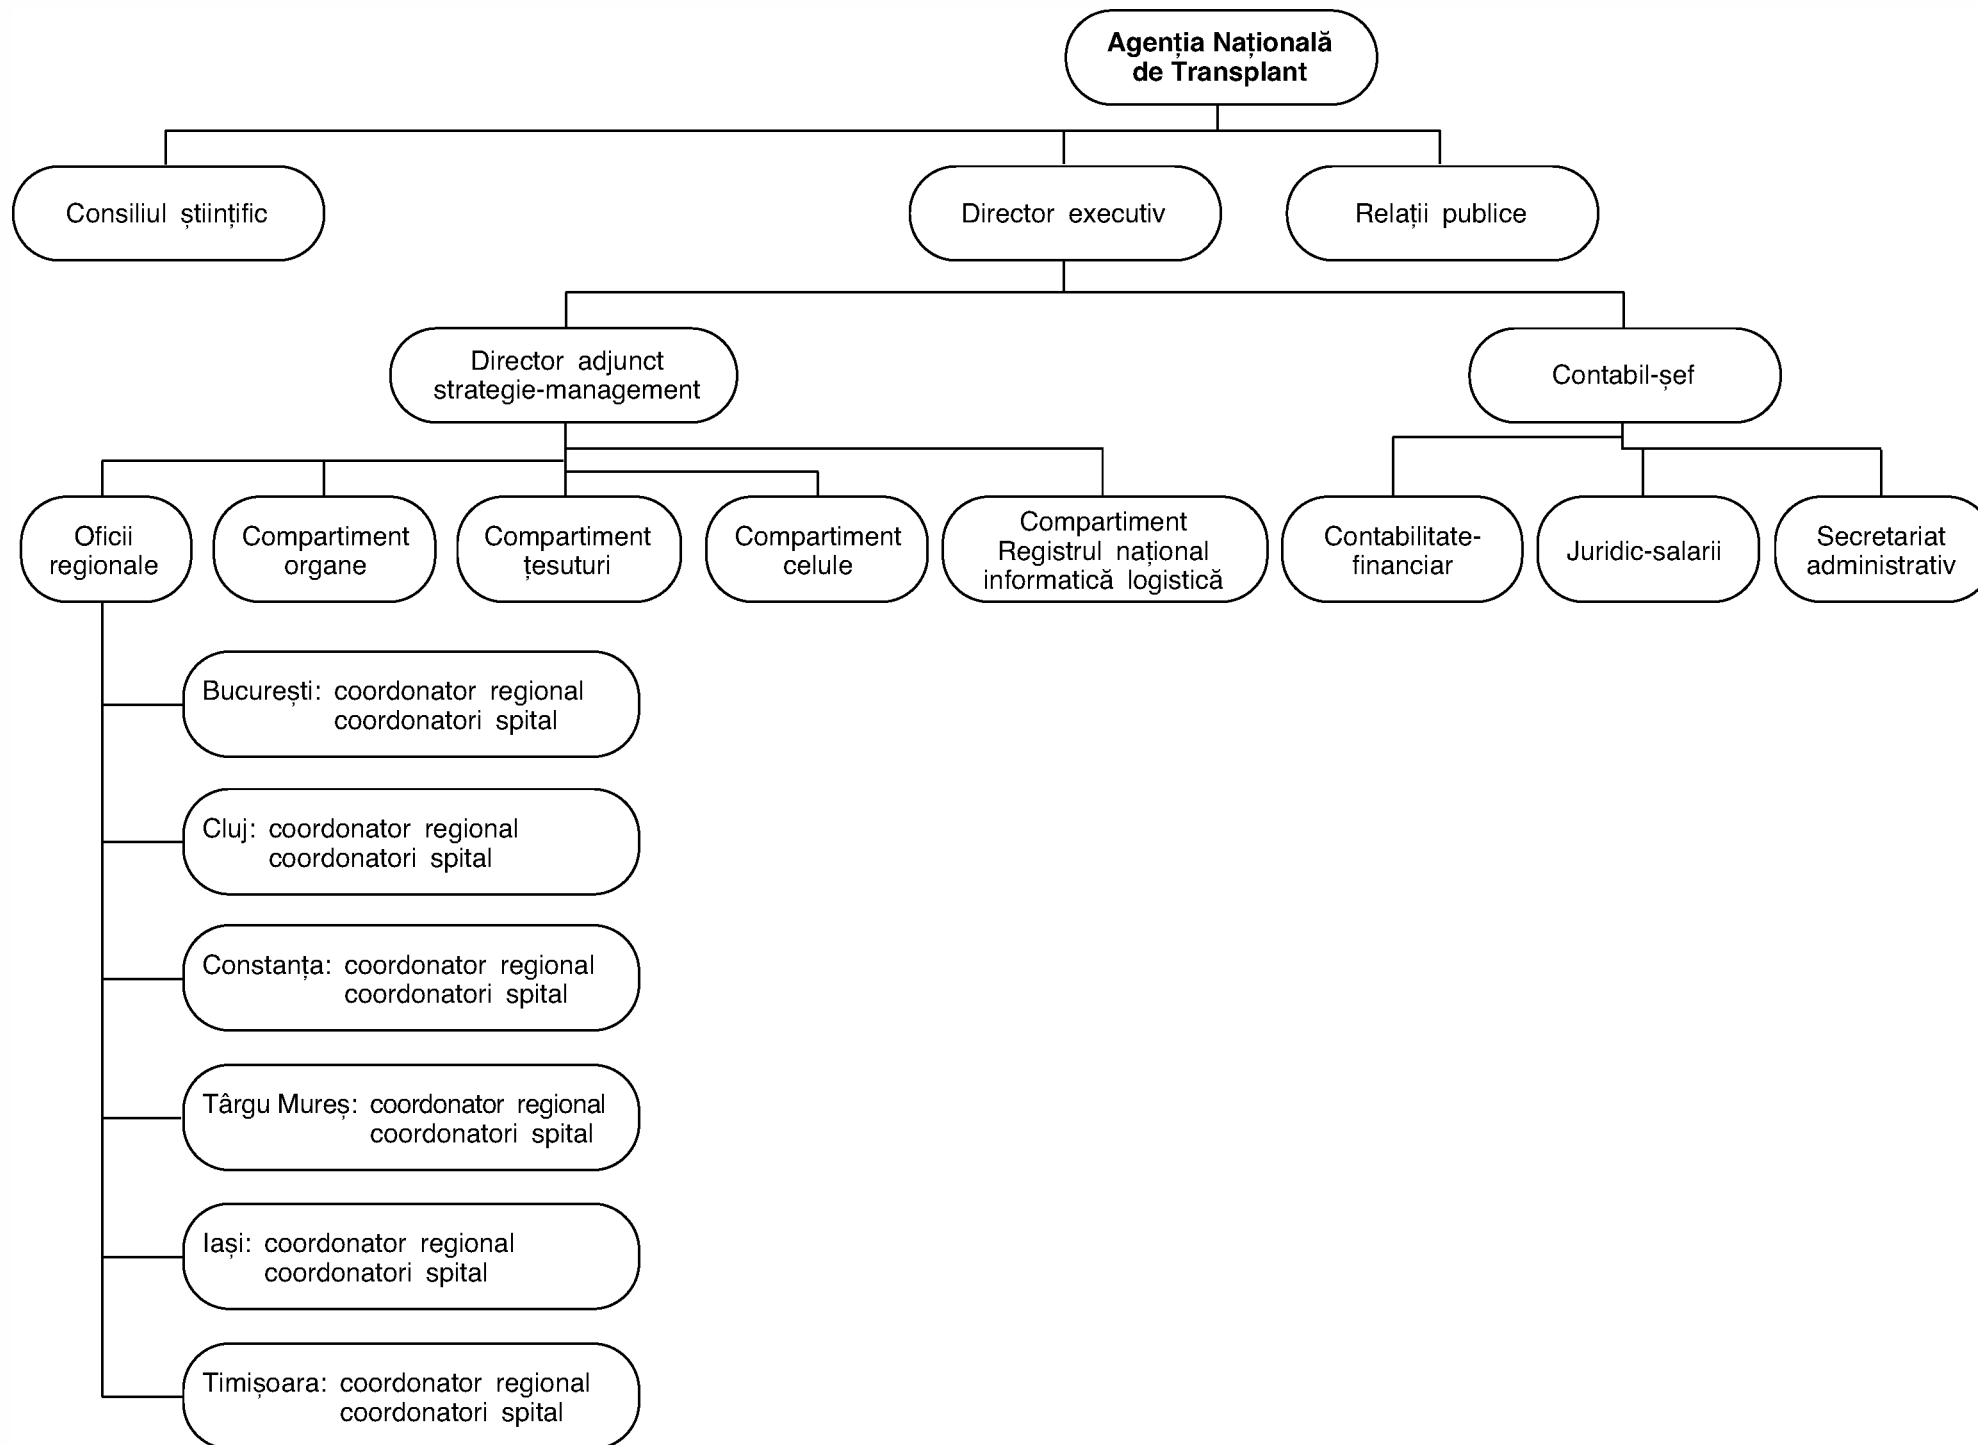 Agenția Națională
de Transplant
Consiliul științific
Director executiv
Relații publice
Director adjunct
strategie-management
Contabil-șef
Oficii
regionale
Compartiment
organe
Compartiment
țesuturi
Compartiment
celule
Compartiment
Registrul național
informatică logistică
Contabilitate-
financiar
Juridic-salarii
Secretariat
administrativ
București: coordonator regional
coordonatori spital
Cluj: coordonator regional
coordonatori spital
Constanța: coordonator regional
coordonatori spital
Târgu Mureș: coordonator regional
coordonatori spital
Iași: coordonator regional
coordonatori spital
Timișoara: coordonator regional
coordonatori spital